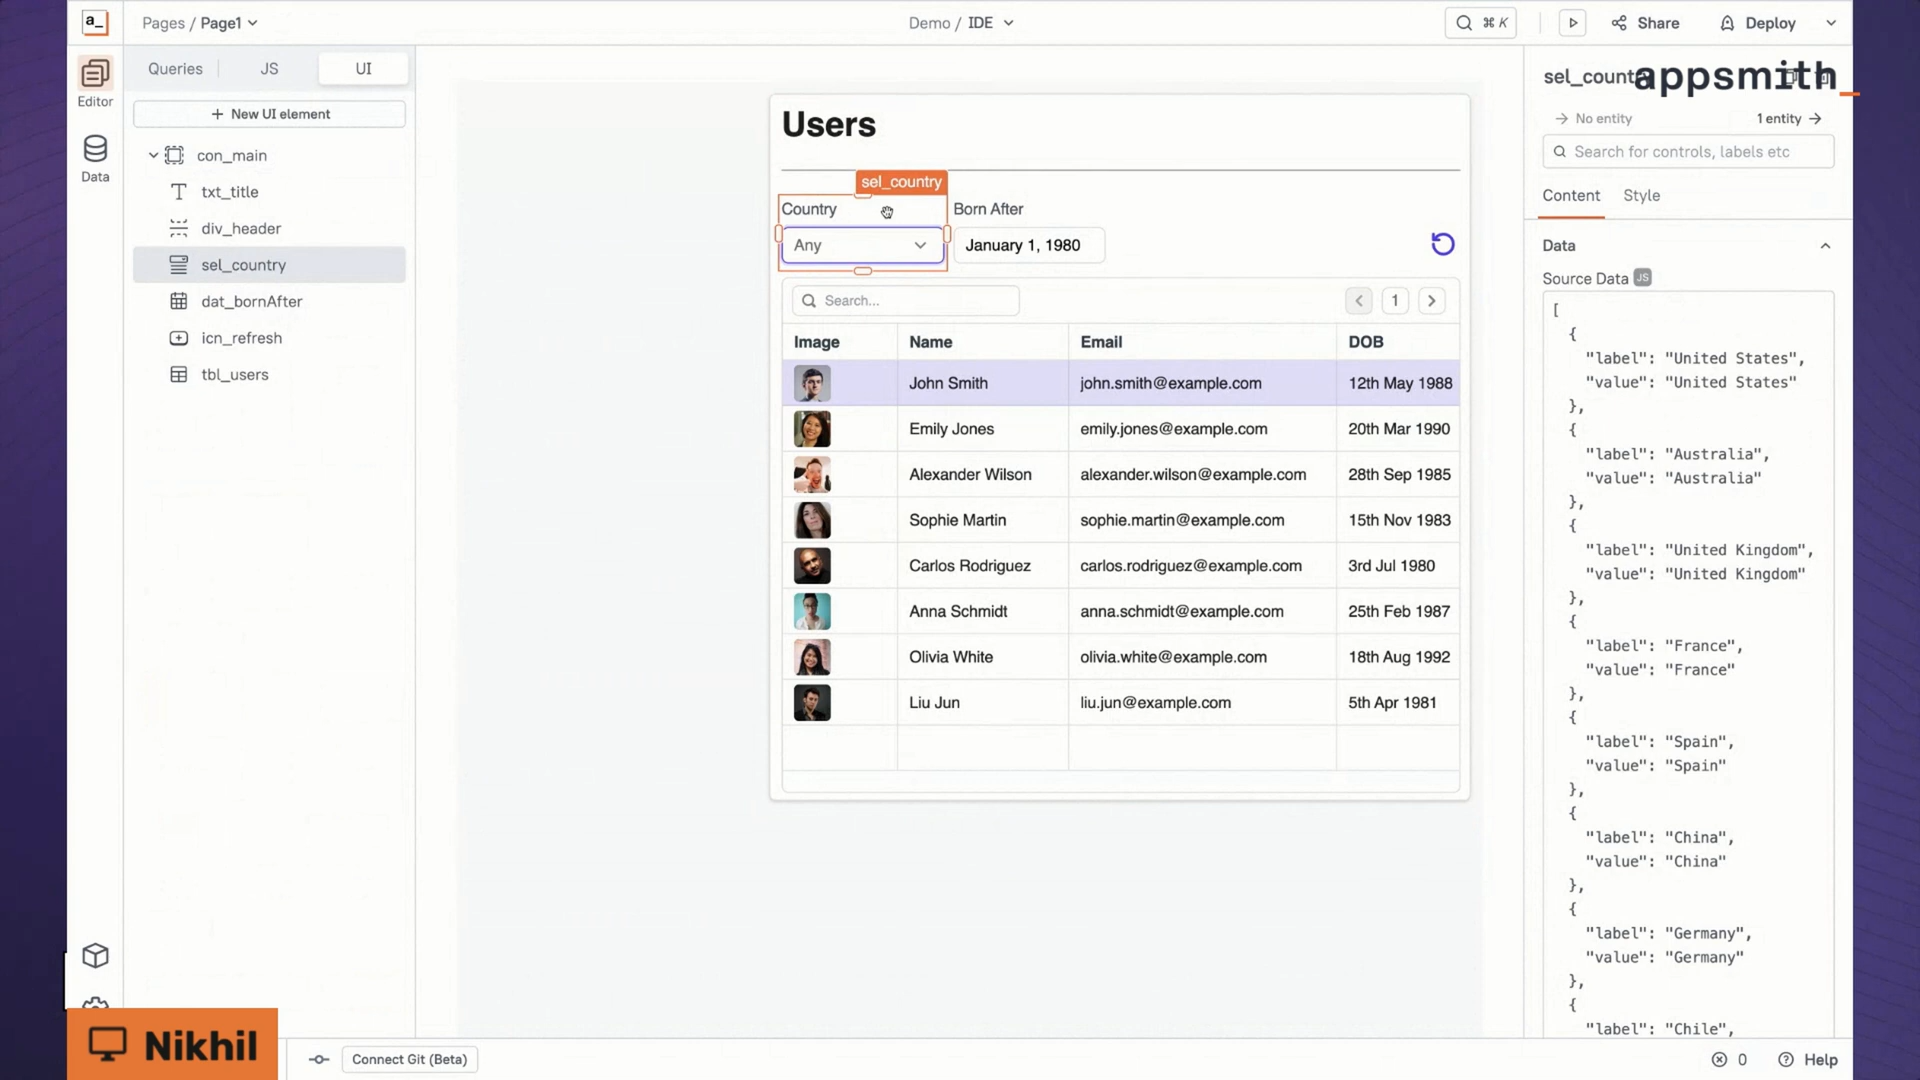 a_
Pages / Page1
Demo / IDE
⌘ K
Share
Deploy
Editor
Data
Queries
JS
UI
+ New UI element
con_main
txt_title
div_header
sel_country
dat_bornAfter
icn_refresh
tbl_users
Users
sel_country
Country
Born After
Any
January 1, 1980
Search...
1
Image Name Email DOB
John Smith john.smith@example.com 12th May 1988
Emily Jones emily.jones@example.com 20th Mar 1990
Alexander Wilson alexander.wilson@example.com 28th Sep 1985
Sophie Martin sophie.martin@example.com 15th Nov 1983
Carlos Rodriguez carlos.rodriguez@example.com 3rd Jul 1980
Anna Schmidt anna.schmidt@example.com 25th Feb 1987
Olivia White olivia.white@example.com 18th Aug 1992
Liu Jun liu.jun@example.com 5th Apr 1981
appsmith_
No entity
1 entity
Search for controls, labels etc
Content
Style
Data
Source Data JS
[
{
"label": "United States",
"value": "United States"
},
{
"label": "Australia",
"value": "Australia"
},
{
"label": "United Kingdom",
"value": "United Kingdom"
},
{
"label": "France",
"value": "France"
},
{
"label": "Spain",
"value": "Spain"
},
{
"label": "China",
"value": "China"
},
{
"label": "Germany",
"value": "Germany"
},
{
"label": "Chile",
Nikhil
Connect Git (Beta)
0
Help